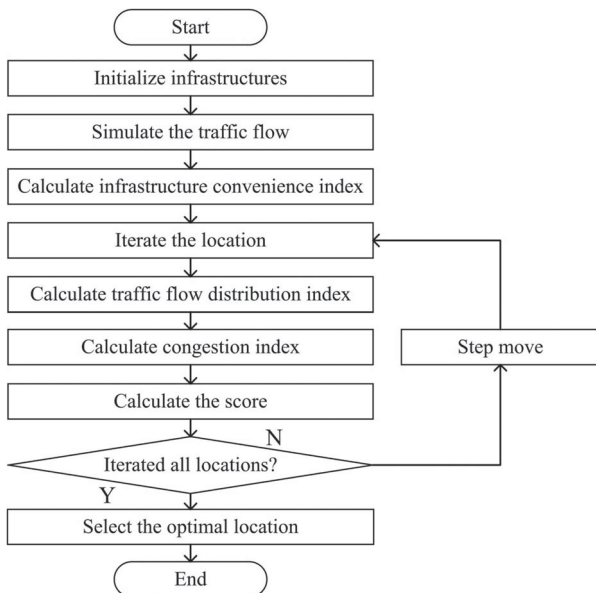 Start
Initialize infrastructures
Simulate the traffic flow
Calculate infrastructure convenience index
Iterate the location
Calculate traffic flow distribution index
Calculate congestion index
Step move
Calculate the score
N
Iterated all locations?
Y
Select the optimal location
End